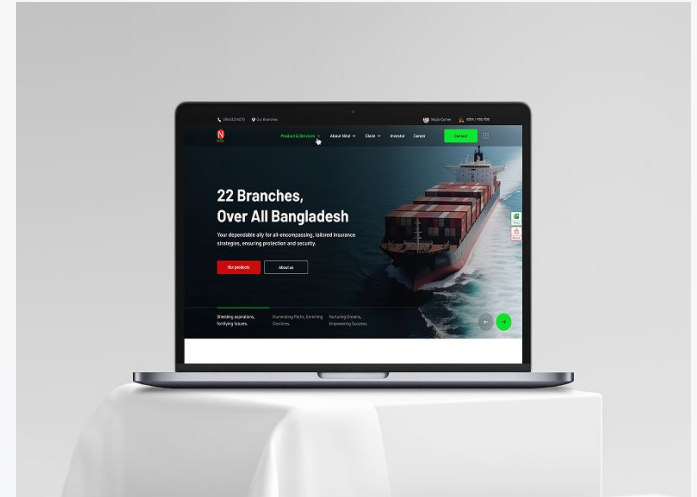 Our Branches
Product & Services
About Nitol
Claim
Investor
Career
Contact
22 Branches,
Over All Bangladesh
Your dependable ally for all-encompassing, tailored insurance
strategies, ensuring protection and security.
Our products
About us
Shielding aspirations,
fortifying futures.
Illuminating Paths, Enriching
Destinies.
Nurturing Dreams,
Empowering Success.